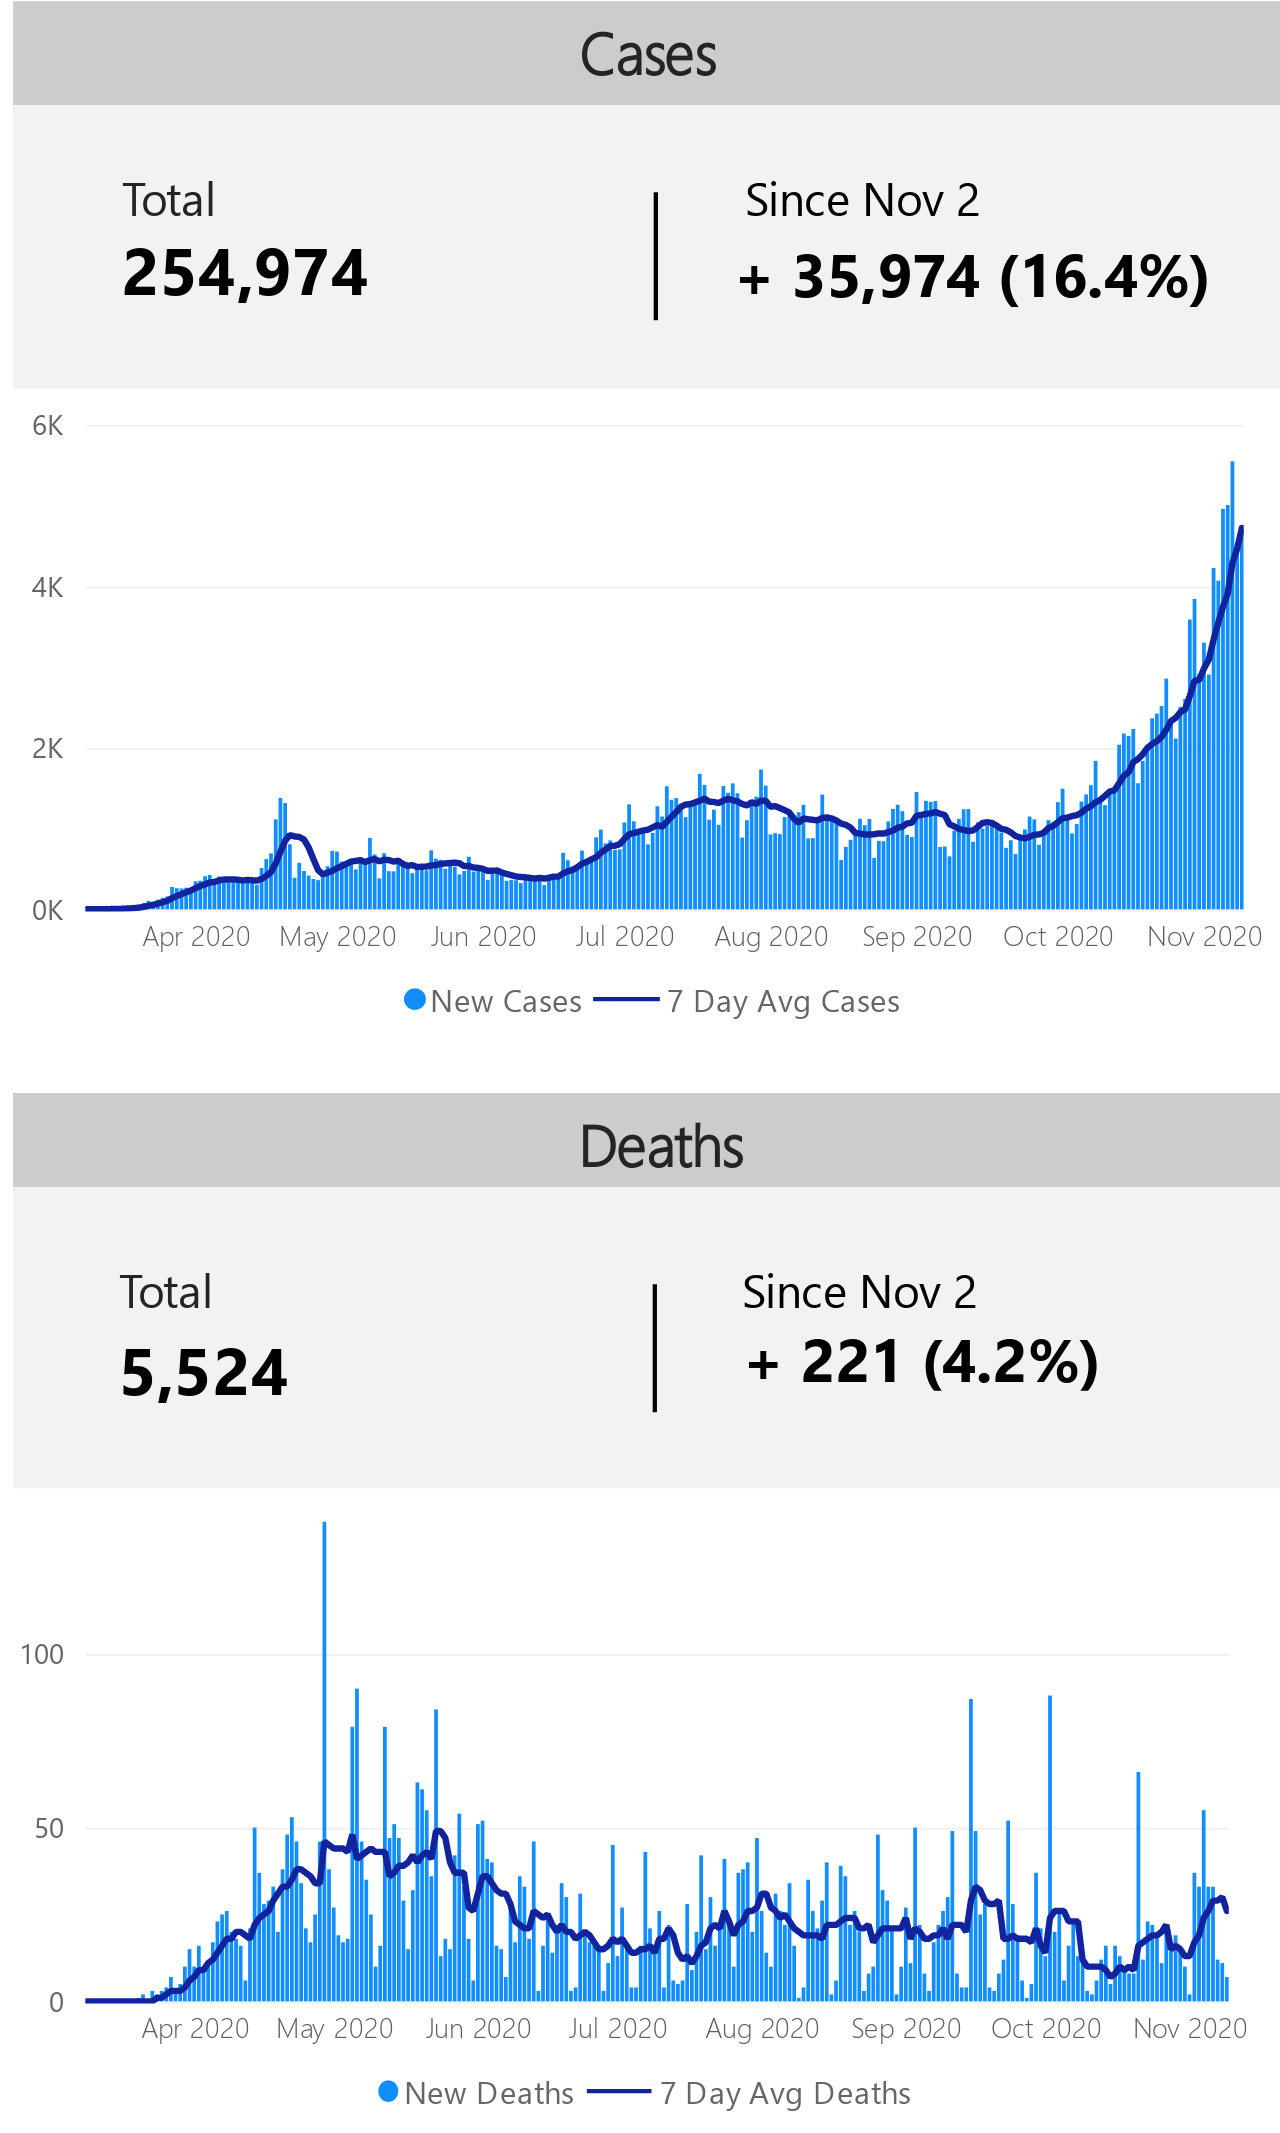 Cases
Total
Since Nov 2
254,974
+ 35,974 (16.4%)
6K
4K
2K
0K
Apr 2020 May 2020 Jun 2020 Jul 2020 Aug 2020 Sep 2020 Oct 2020 Nov 2020
New Cases 7 Day Avg Cases
Deaths
Total
Since Nov 2
5,524
+ 221 (4.2%)
100
50
0
Apr 2020 May 2020 Jun 2020 Jul 2020 Aug 2020 Sep 2020 Oct 2020 Nov 2020
New Deaths 7 Day Avg Deaths